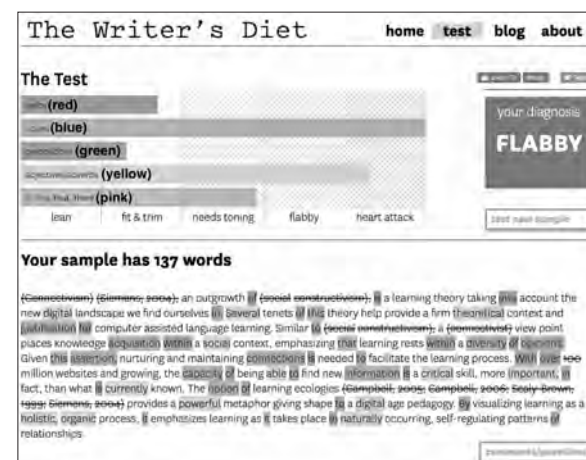 The Writer's Diet
home test blog about
The Test
(red)
(blue)
(green)
adjectives/adverbs (yellow)
(pink)
lean fit & trim needs toning flabby heart attack
your diagnosis
FLABBY
test new sample
Your sample has 137 words
(Connectivism) (Siemens, 2004), an outgrowth of (social constructivism), is a learning theory taking into account the
new digital landscape we find ourselves in. Several tenets of this theory help provide a firm theoretical context and
justification for computer assisted language learning. Similar to (social constructivism), a (connectivist) view point
places knowledge acquisition within a social context, emphasizing that learning rests within a diversity of opinions.
Given this assertion, nurturing and maintaining connections is needed to facilitate the learning process. With over 100
million websites and growing, the capacity of being able to find new information is a critical skill, more important, in
fact, than what is currently known. The notion of learning ecologies (Campbell, 2005; Campbell, 2006; Sealy-Brown,
1999; Siemens, 2004) provides a powerful metaphor giving shape to a digital age pedagogy. By visualizing learning as a
holistic, organic process, it emphasizes learning as it takes place in naturally occurring, self-regulating patterns of
relationships.